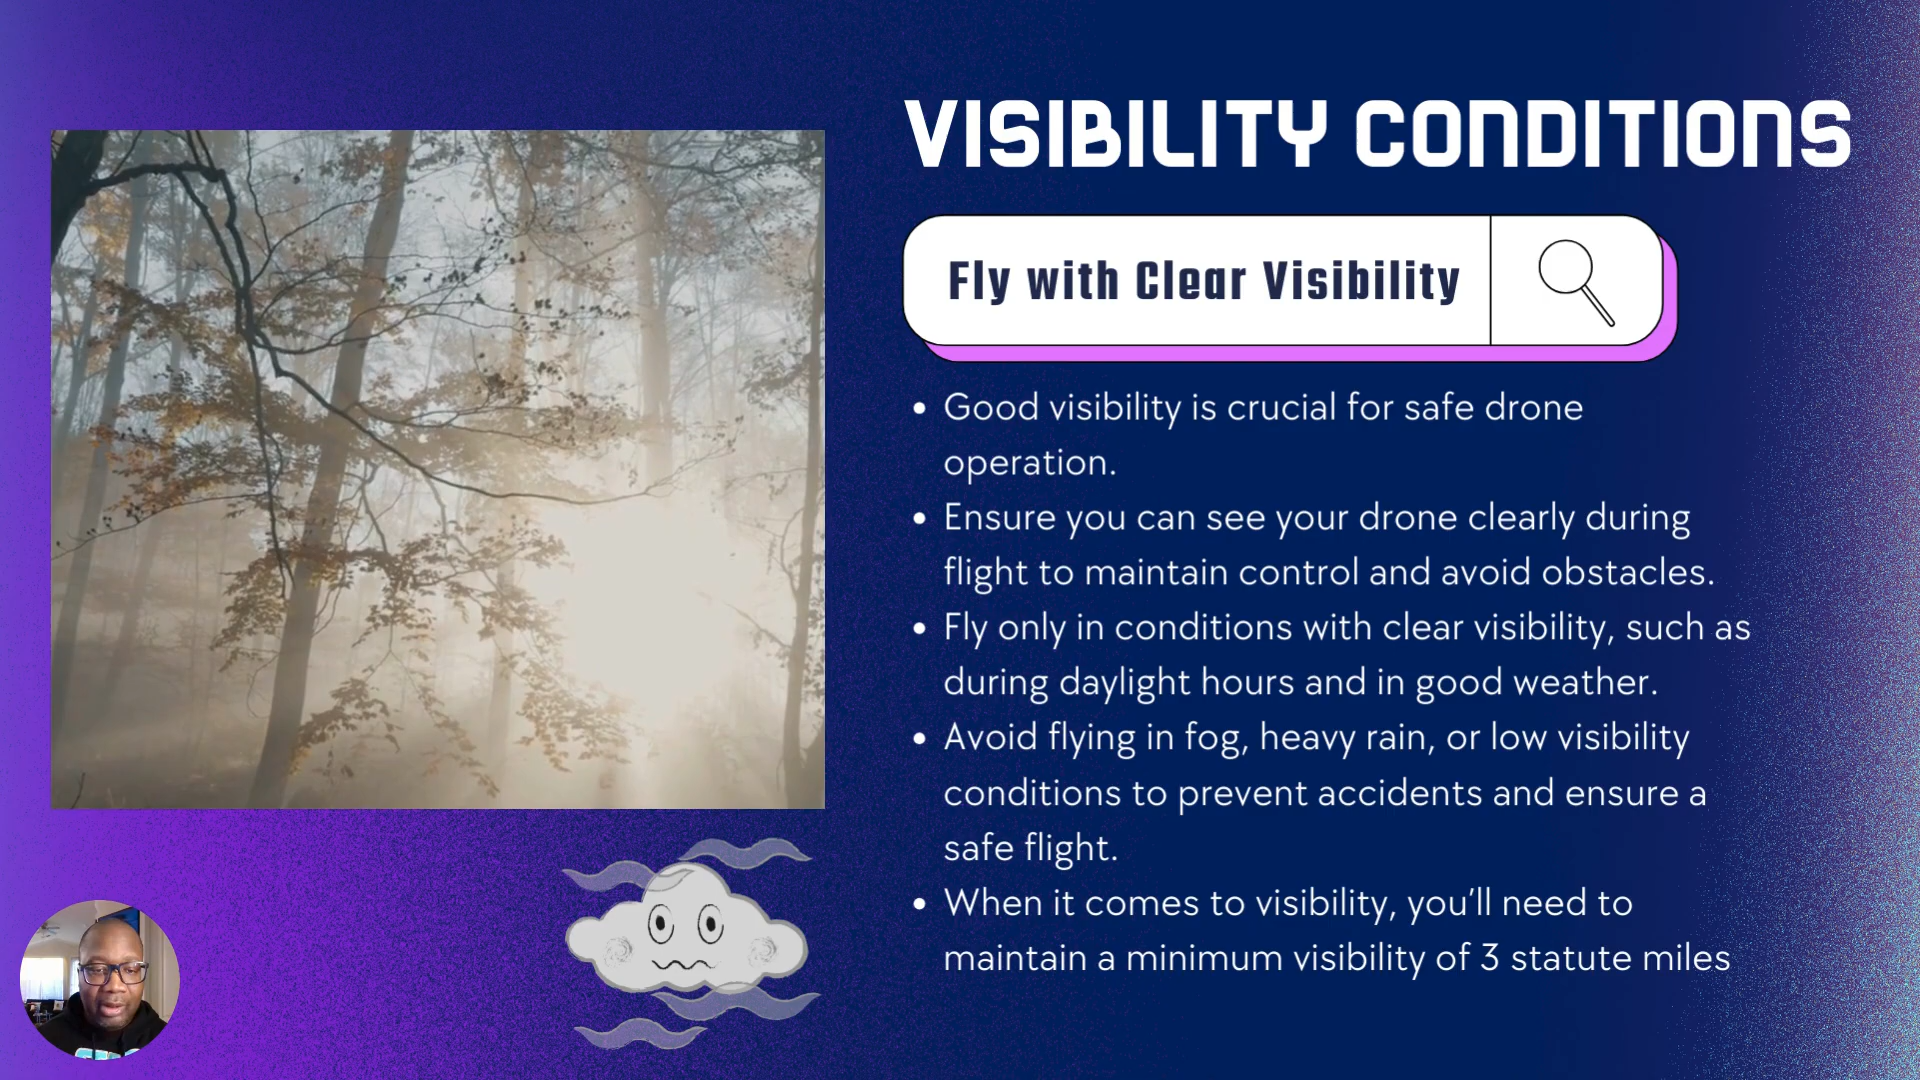 VISIBILITY CONDITIONS
Fly with Clear Visibility
• Good visibility is crucial for safe drone
operation.
• Ensure you can see your drone clearly during
flight to maintain control and avoid obstacles.
• Fly only in conditions with clear visibility, such as
during daylight hours and in good weather.
• Avoid flying in fog, heavy rain, or low visibility
conditions to prevent accidents and ensure a
safe flight.
• When it comes to visibility, you’ll need to
maintain a minimum visibility of 3 statute miles